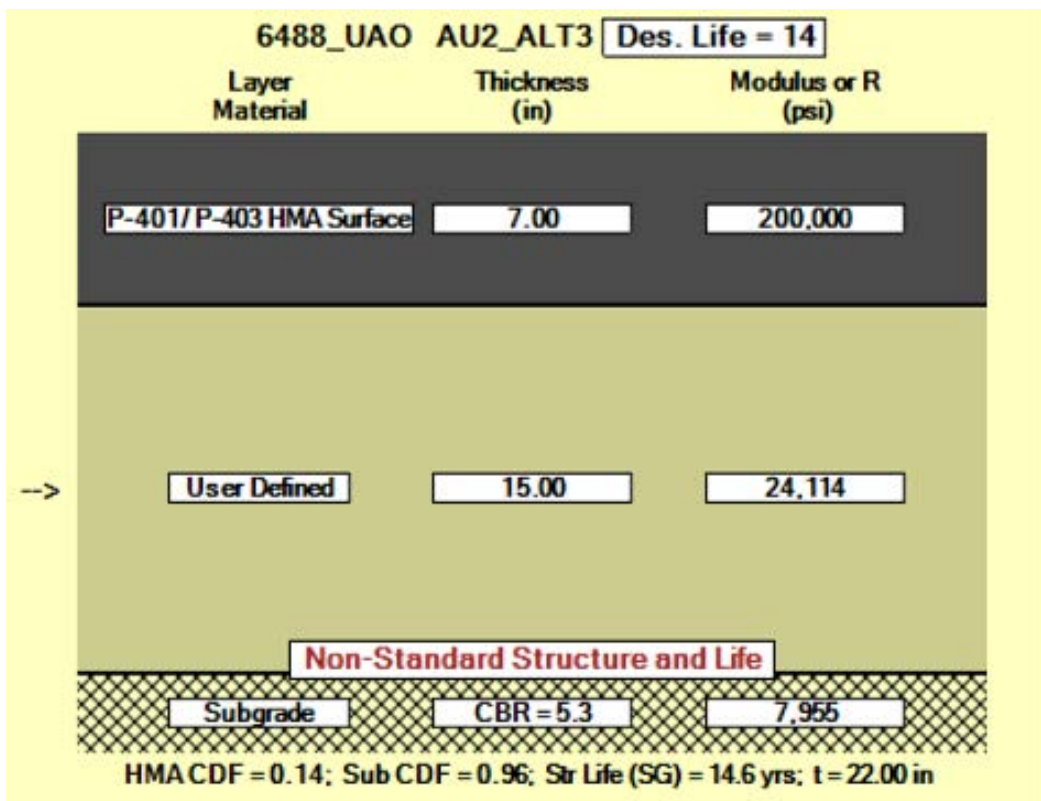 6488_UAO AU2_ALT3 Des. Life = 14
Layer Material Thickness (in) Modulus or R (psi)
P-401/ P-403 HMA Surface 7.00 200,000
--> User Defined 15.00 24,114
Non-Standard Structure and Life
Subgrade CBR = 5.3 7,955
HMA CDF = 0.14; Sub CDF = 0.96; Str Life (SG) = 14.6 yrs; t = 22.00 in